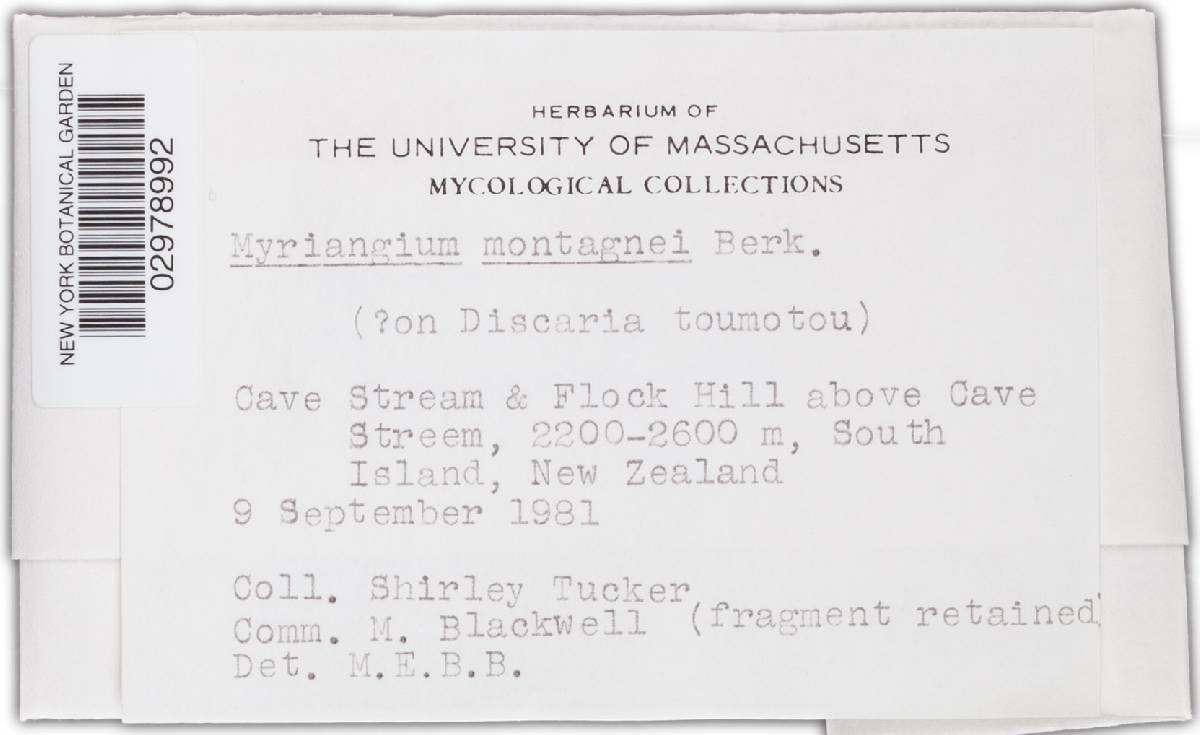 NEW YORK BOTANICAL GARDEN
02978992
HERBARIUM OF
THE UNIVERSITY OF MASSACHUSETTS
MYCOLOGICAL COLLECTIONS
Myriangium montagnei Berk.
(?on Discaria toumotou)
Cave Stream & Flock Hill above Cave
Streem, 2200-2600 m, South
Island, New Zealand
9 September 1981
Coll. Shirley Tucker
Comm. M. Blackwell (fragment retained)
Det. M.E.B.B.